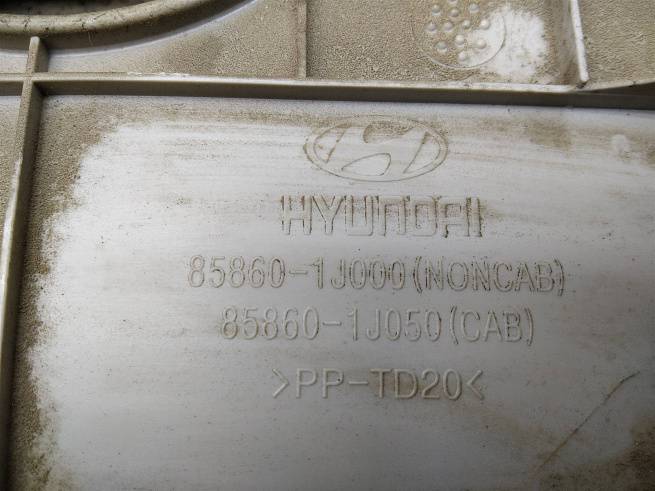 HYUNDAI
85860-1J000(NONCAB)
85860-1J050(CAB)
>PP-TD20<